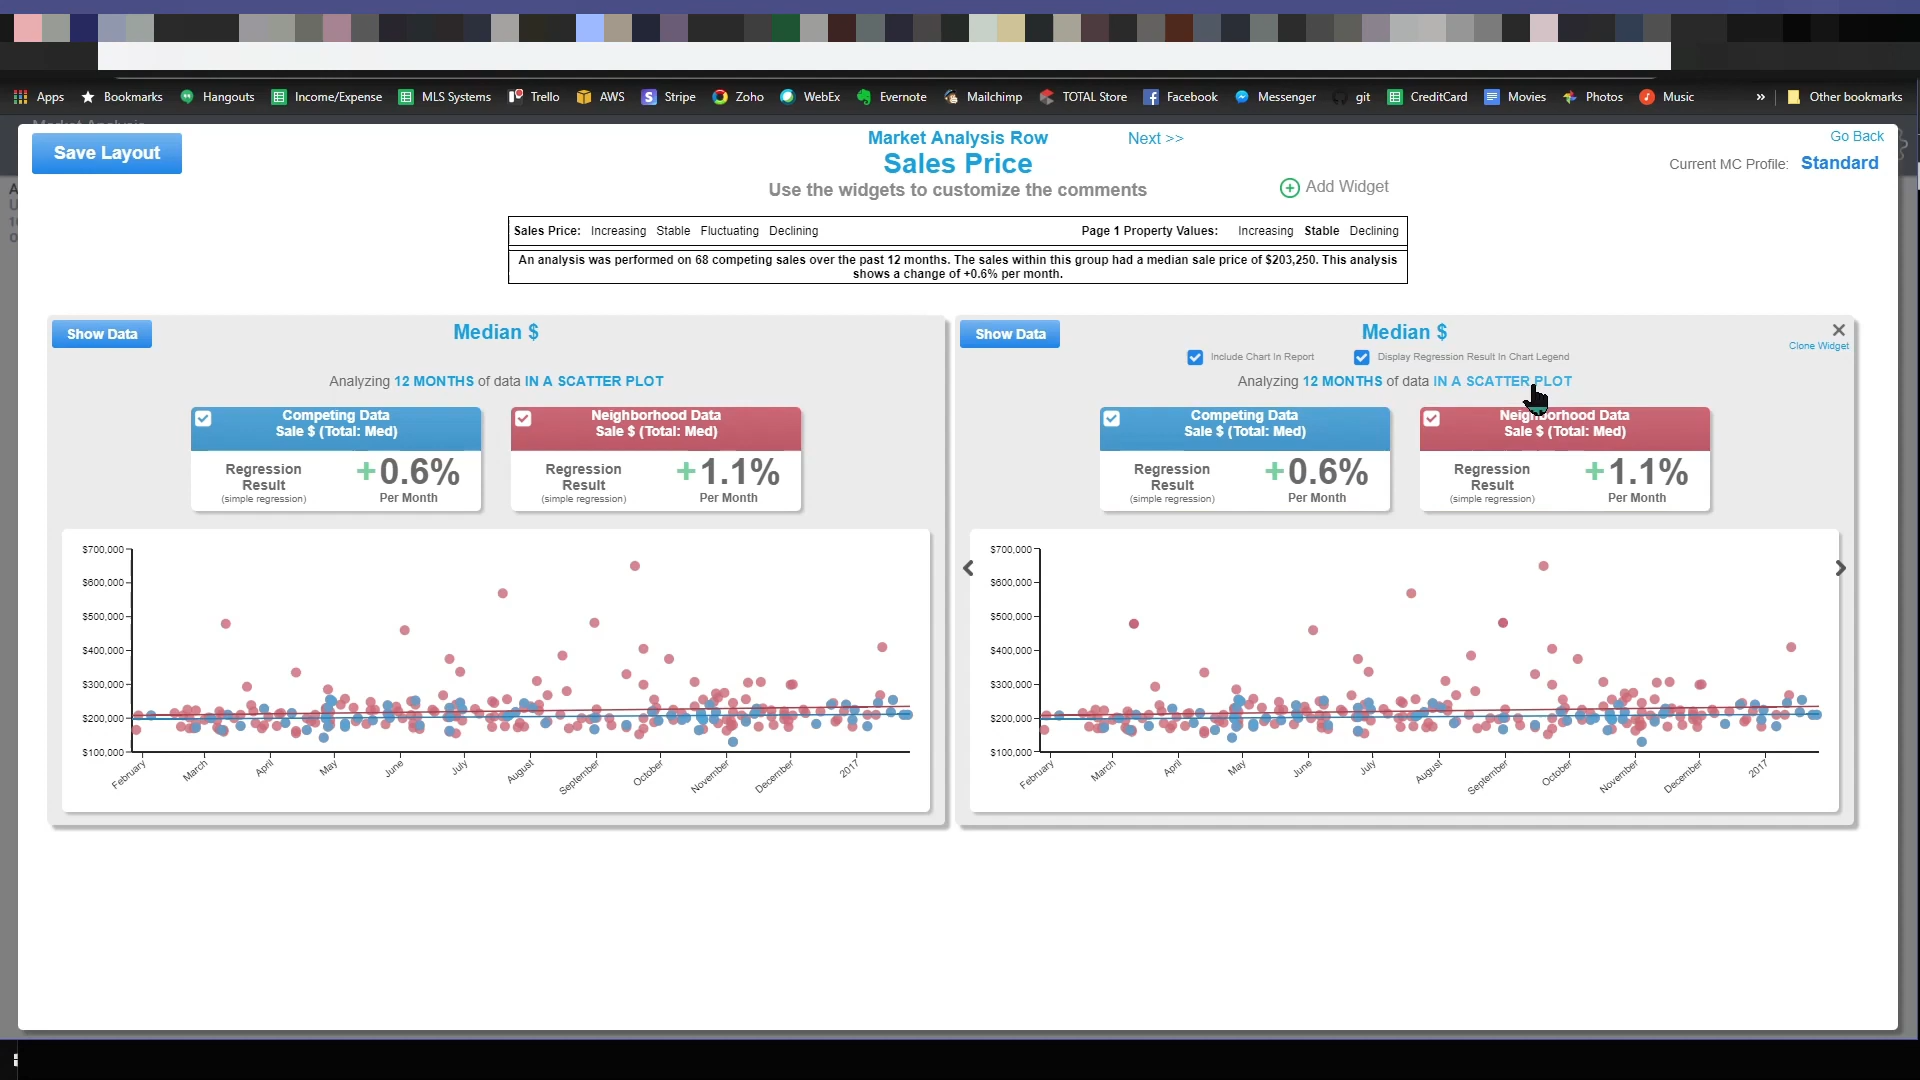 Apps Bookmarks Hangouts Income/Expense MLS Systems Trello AWS Stripe Zoho WebEx Evernote Mailchimp TOTAL Store Facebook Messenger git CreditCard Movies Photos Music » Other bookmarks
Save Layout
Market Analysis Row
Next >>
Go Back
Sales Price
Current MC Profile: Standard
Use the widgets to customize the comments
Add Widget
Sales Price: Increasing Stable Fluctuating Declining Page 1 Property Values: Increasing Stable Declining
An analysis was performed on 68 competing sales over the past 12 months. The sales within this group had a median sale price of $203,250. This analysis
shows a change of +0.6% per month.
Show Data
Median $
Analyzing 12 MONTHS of data IN A SCATTER PLOT
Competing Data
Sale $ (Total: Med)
Regression
Result
(simple regression)
+0.6%
Per Month
Neighborhood Data
Sale $ (Total: Med)
Regression
Result
(simple regression)
+1.1%
Per Month
$700,000
$600,000
$500,000
$400,000
$300,000
$200,000
$100,000
February March April May June July August September October November December 2017
Show Data
Median $
Clone Widget
Include Chart In Report
Display Regression Result In Chart Legend
Analyzing 12 MONTHS of data IN A SCATTER PLOT
Competing Data
Sale $ (Total: Med)
Regression
Result
(simple regression)
+0.6%
Per Month
Neighborhood Data
Sale $ (Total: Med)
Regression
Result
(simple regression)
+1.1%
Per Month
$700,000
$600,000
$500,000
$400,000
$300,000
$200,000
$100,000
February March April May June July August September October November December 2017